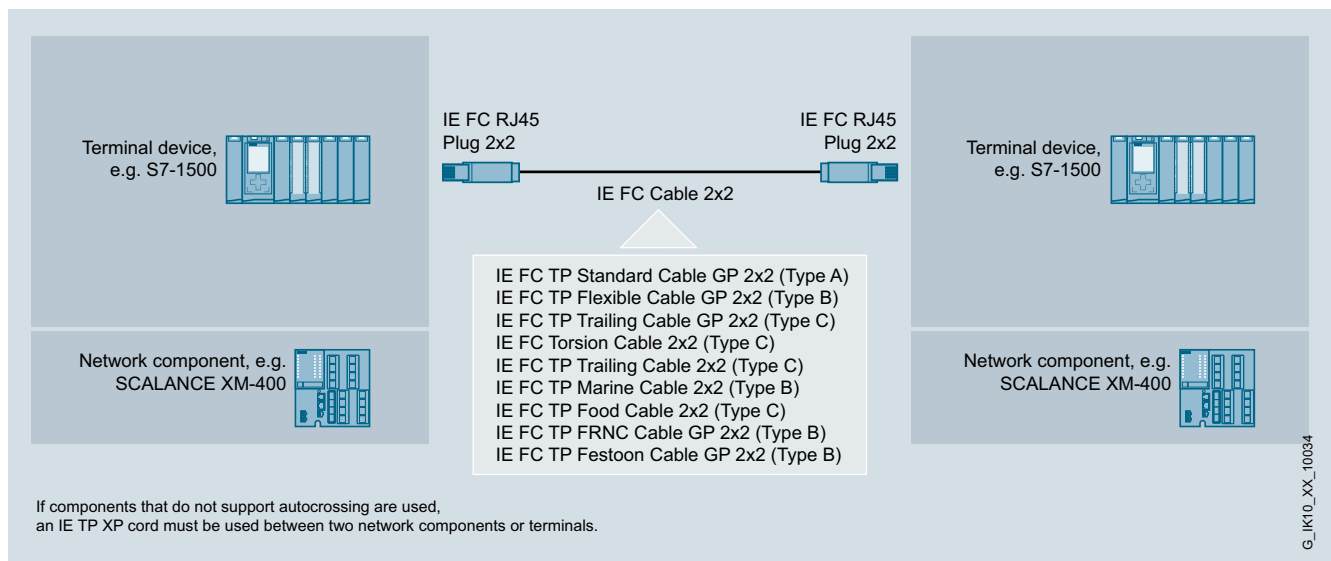 Terminal device,
e.g. S7-1500
Network component, e.g.
SCALANCE XM-400
IE FC RJ45
Plug 2x2
IE FC RJ45
Plug 2x2
IE FC Cable 2x2
IE FC TP Standard Cable GP 2x2 (Type A)
IE FC TP Flexible Cable GP 2x2 (Type B)
IE FC TP Trailing Cable GP 2x2 (Type C)
IE FC Torsion Cable 2x2 (Type C)
IE FC TP Trailing Cable 2x2 (Type C)
IE FC TP Marine Cable 2x2 (Type B)
IE FC TP Food Cable 2x2 (Type C)
IE FC TP FRNC Cable GP 2x2 (Type B)
IE FC TP Festoon Cable GP 2x2 (Type B)
Terminal device,
e.g. S7-1500
Network component, e.g.
SCALANCE XM-400
If components that do not support autocrossing are used,
an IE TP XP cord must be used between two network components or terminals.
G_IK10_XX_10034